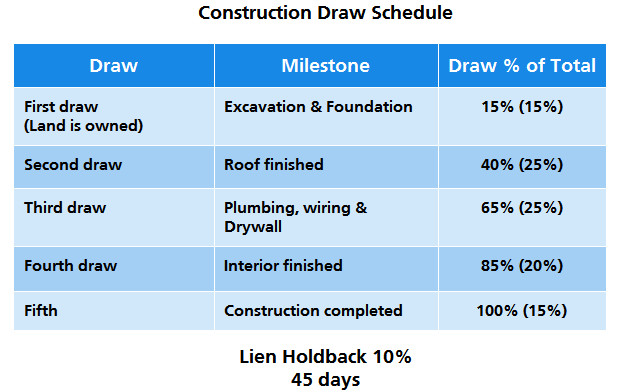 Construction Draw Schedule
Draw Milestone Draw % of Total
First draw
(Land is owned) Excavation & Foundation 15% (15%)
Second draw Roof finished 40% (25%)
Third draw Plumbing, wiring & 65% (25%)
Drywall
Fourth draw Interior finished 85% (20%)
Fifth Construction completed 100% (15%)
Lien Holdback 10%
45 days